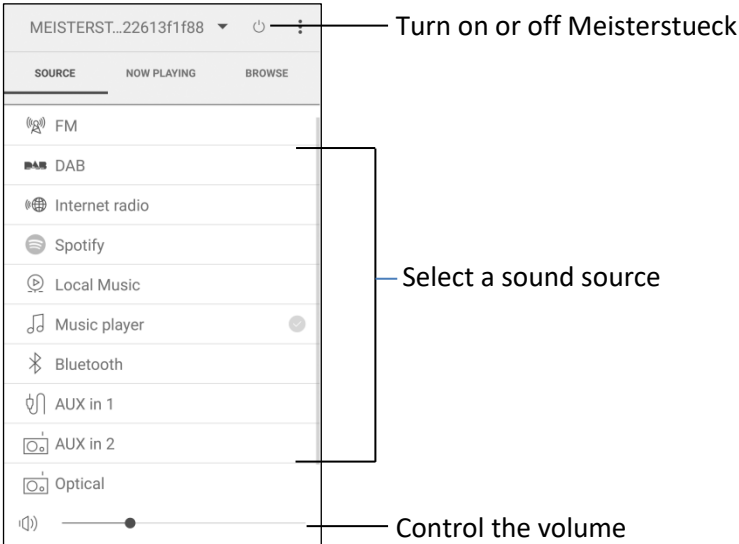 MEISTERST...22613f1f88
Turn on or off Meisterstueck
SOURCE NOW PLAYING BROWSE
FM
DAB DAB
Internet radio
Spotify
Local Music
Select a sound source
Music player
Bluetooth
AUX in 1
AUX in 2
Optical
Control the volume